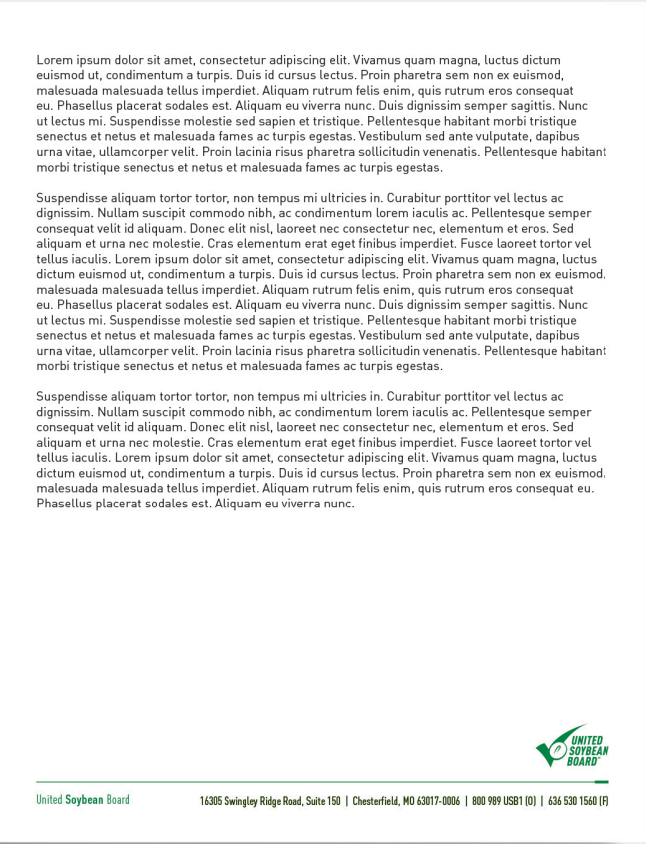 Lorem ipsum dolor sit amet, consectetur adipiscing elit. Vivamus quam magna, luctus dictum
euismod ut, condimentum a turpis. Duis id cursus lectus. Proin pharetra sem non ex euismod,
malesuada malesuada tellus imperdiet. Aliquam rutrum felis enim, quis rutrum eros consequat
eu. Phasellus placerat sodales est. Aliquam eu viverra nunc. Duis dignissim semper sagittis. Nunc
ut lectus mi. Suspendisse molestie sed sapien et tristique. Pellentesque habitant morbi tristique
senectus et netus et malesuada fames ac turpis egestas. Vestibulum sed ante vulputate, dapibus
urna vitae, ullamcorper velit. Proin lacinia risus pharetra sollicitudin venenatis. Pellentesque habitant
morbi tristique senectus et netus et malesuada fames ac turpis egestas.
Suspendisse aliquam tortor tortor, non tempus mi ultricies in. Curabitur porttitor vel lectus ac
dignissim. Nullam suscipit commodo nibh, ac condimentum lorem iaculis ac. Pellentesque semper
consequat velit id aliquam. Donec elit nisl, laoreet nec consectetur nec, elementum et eros. Sed
aliquam et urna nec molestie. Cras elementum erat eget finibus imperdiet. Fusce laoreet tortor vel
tellus iaculis. Lorem ipsum dolor sit amet, consectetur adipiscing elit. Vivamus quam magna, luctus
dictum euismod ut, condimentum a turpis. Duis id cursus lectus. Proin pharetra sem non ex euismod,
malesuada malesuada tellus imperdiet. Aliquam rutrum felis enim, quis rutrum eros consequat
eu. Phasellus placerat sodales est. Aliquam eu viverra nunc. Duis dignissim semper sagittis. Nunc
ut lectus mi. Suspendisse molestie sed sapien et tristique. Pellentesque habitant morbi tristique
senectus et netus et malesuada fames ac turpis egestas. Vestibulum sed ante vulputate, dapibus
urna vitae, ullamcorper velit. Proin lacinia risus pharetra sollicitudin venenatis. Pellentesque habitant
morbi tristique senectus et netus et malesuada fames ac turpis egestas.
Suspendisse aliquam tortor tortor, non tempus mi ultricies in. Curabitur porttitor vel lectus ac
dignissim. Nullam suscipit commodo nibh, ac condimentum lorem iaculis ac. Pellentesque semper
consequat velit id aliquam. Donec elit nisl, laoreet nec consectetur nec, elementum et eros. Sed
aliquam et urna nec molestie. Cras elementum erat eget finibus imperdiet. Fusce laoreet tortor vel
tellus iaculis. Lorem ipsum dolor sit amet, consectetur adipiscing elit. Vivamus quam magna, luctus
dictum euismod ut, condimentum a turpis. Duis id cursus lectus. Proin pharetra sem non ex euismod,
malesuada malesuada tellus imperdiet. Aliquam rutrum felis enim, quis rutrum eros consequat eu.
Phasellus placerat sodales est. Aliquam eu viverra nunc.
UNITED
SOYBEAN
BOARD
United Soybean Board
16305 Swingley Ridge Road, Suite 150 | Chesterfield, MO 63017-0006 | 800 989 USB1 (O) | 636 530 1560 (F)